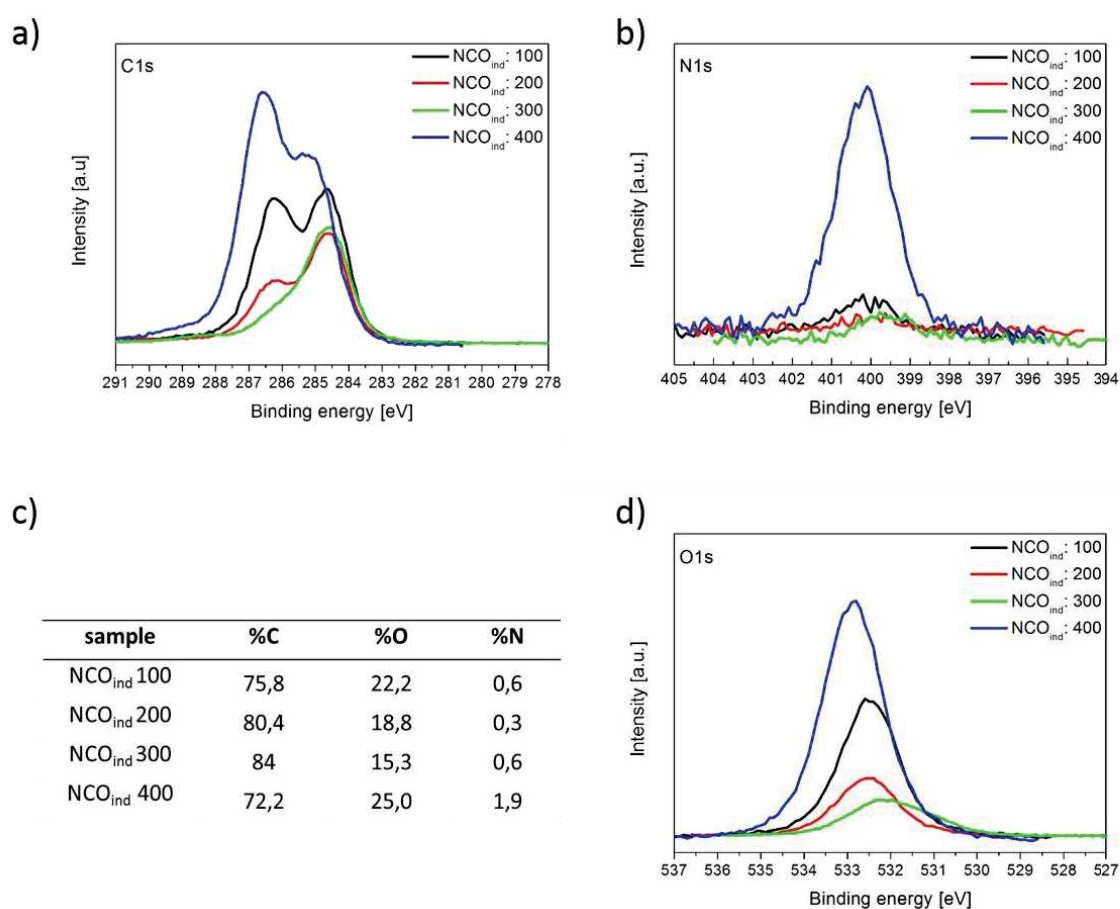 a)
C1s
NCOind: 100
NCOind: 200
NCOind: 300
NCOind: 400
Intensity [a.u]
291 290 289 288 287 286 285 284 283 282 281 280 279 278
Binding energy [eV]
b)
N1s
NCOind: 100
NCOind: 200
NCOind: 300
NCOind: 400
Intensity [a.u.]
405 404 403 402 401 400 399 398 397 396 395 394
Binding energy [eV]
c)
sample %C %O %N
NCOind 100 75,8 22,2 0,6
NCOind 200 80,4 18,8 0,3
NCOind 300 84 15,3 0,6
NCOind 400 72,2 25,0 1,9
d)
O1s
NCOind: 100
NCOind: 200
NCOind: 300
NCOind: 400
Intensity [a.u.]
537 536 535 534 533 532 531 530 529 528 527
Binding energy [eV]